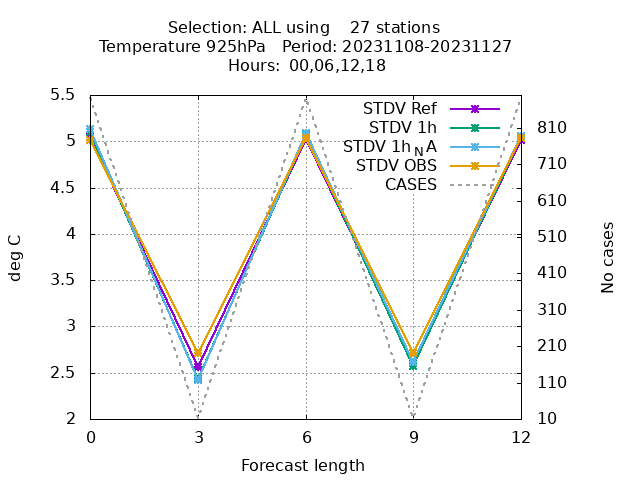 Selection: ALL using    27 stations
Temperature 925hPa   Period: 20231108-20231127
Hours: 00,06,12,18
STDV Ref
STDV 1h
STDV 1h_NA
STDV OBS
CASES
5.5
5
4.5
4
3.5
3
2.5
2
810
710
610
510
410
310
210
110
10
deg C
No cases
0 3 6 9 12
Forecast length